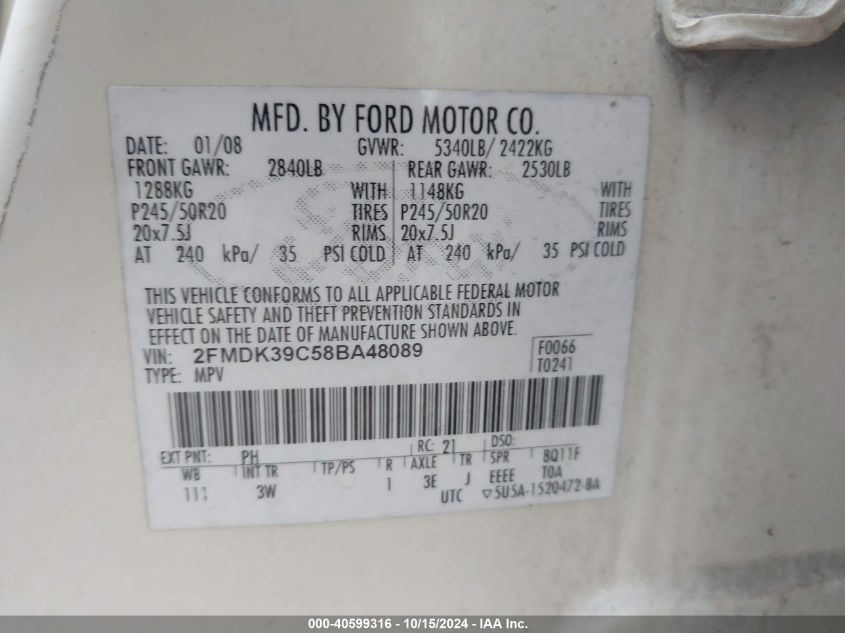 MFD. BY FORD MOTOR CO.
DATE: 01/08 GVWR: 5340LB/ 2422KG
FRONT GAWR: 2840LB REAR GAWR: 2530LB
1288KG WITH 1148KG WITH
P245/50R20 TIRES P245/50R20 TIRES
20x7.5J RIMS 20x7.5J RIMS
AT 240 kPa/ 35 PSI COLD AT 240 kPa/ 35 PSI COLD
THIS VEHICLE CONFORMS TO ALL APPLICABLE FEDERAL MOTOR
VEHICLE SAFETY AND THEFT PREVENTION STANDARDS IN
EFFECT ON THE DATE OF MANUFACTURE SHOWN ABOVE.
VIN: 2FMDK39C58BA48089 F0066
TYPE: MPV T0241
EXT PNT: PH RC: 21 DSO:
WB INT TR TP/PS R AXLE TR SPR 8Q11F
111 3W 1 3E J EEEE T0A
UTC ▽5U5A-1520472-BA
000-40599316 - 10/15/2024 - IAA Inc.